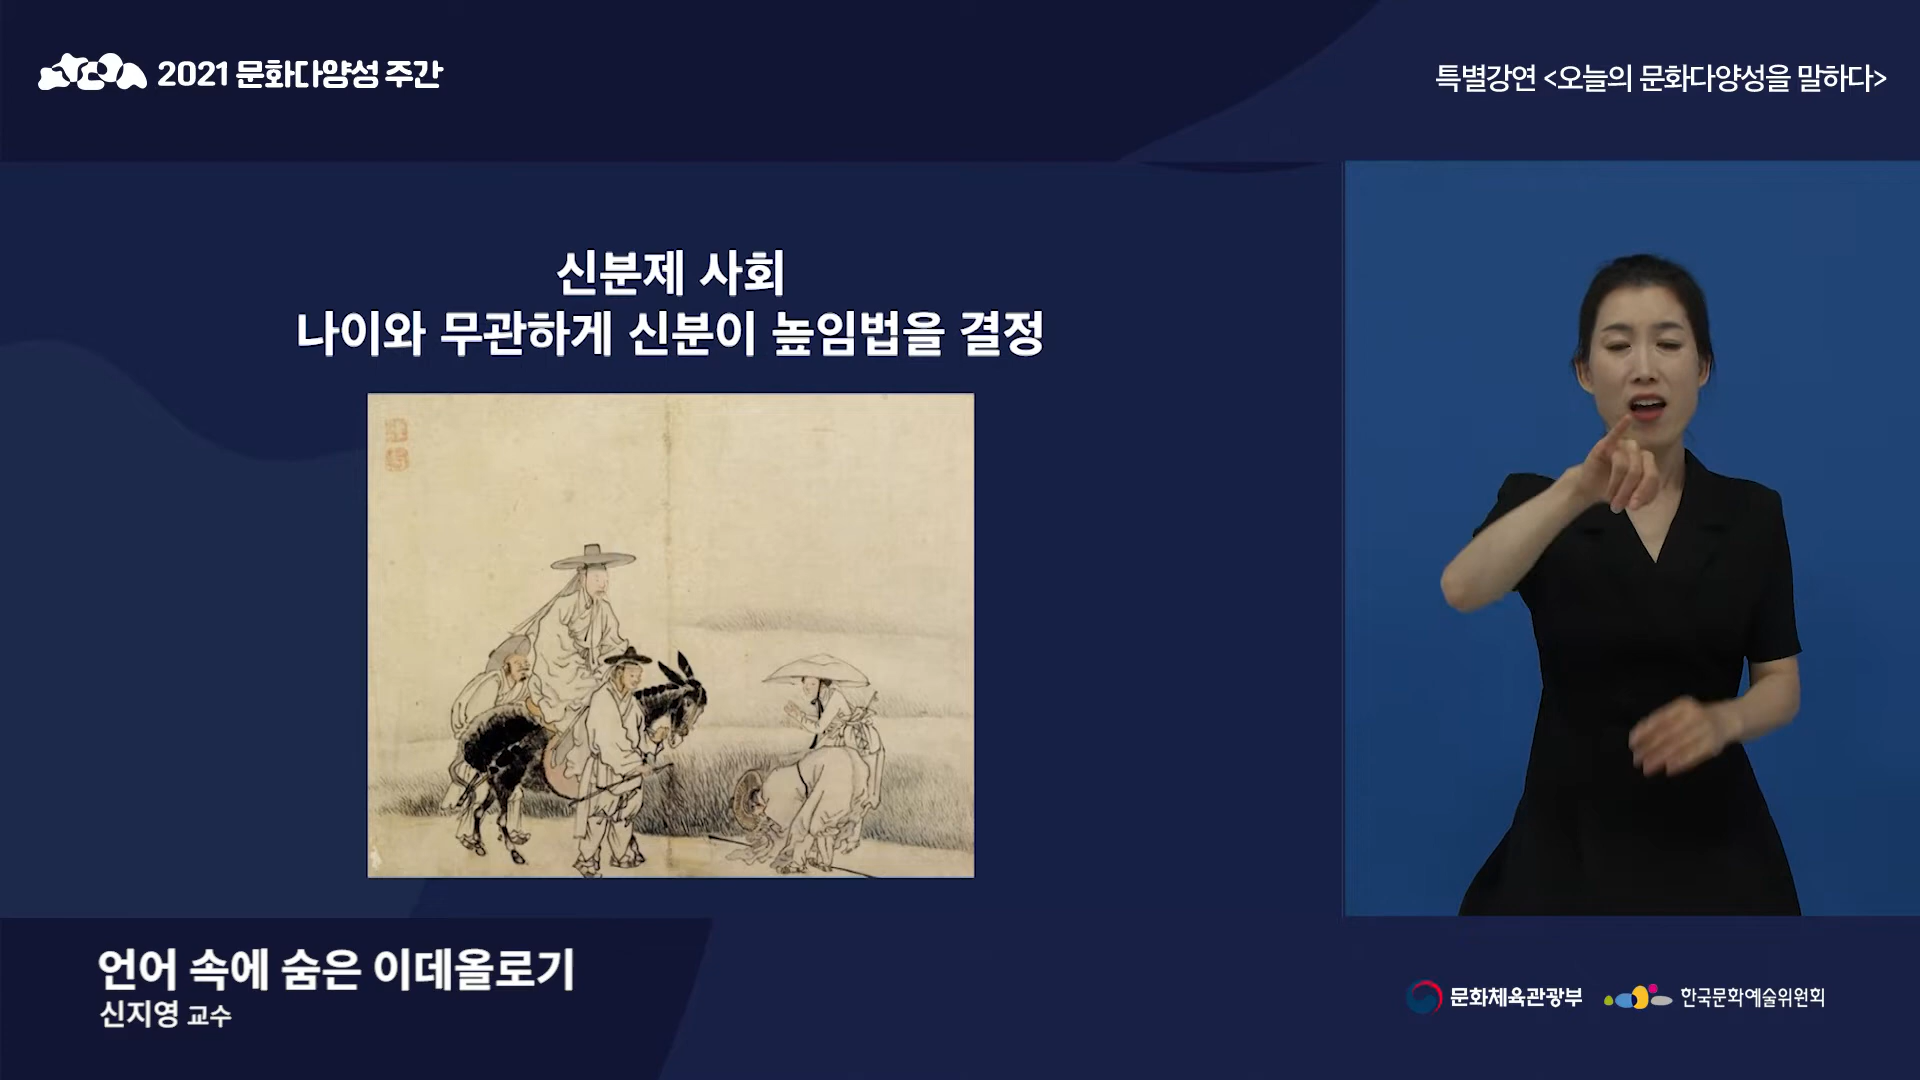 2021 문화다양성 주간
특별강연 <오늘의 문화다양성을 말하다>
신분제 사회
나이와 무관하게 신분이 높임법을 결정
언어 속에 숨은 이데올로기
신지영 교수
문화체육관광부
한국문화예술위원회